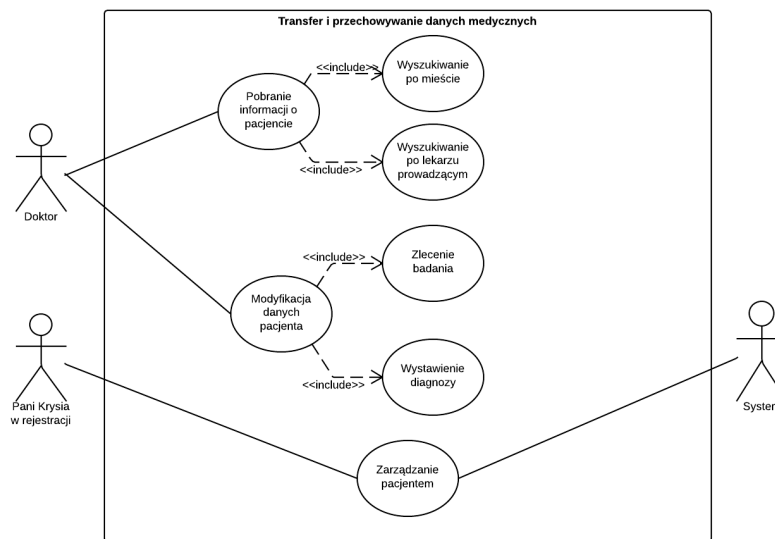 Transfer i przechowywanie danych medycznych
<<include>>
Wyszukiwanie
po mieście
Pobranie
informacji o
pacjencie
Wyszukiwanie
po lekarzu
prowadzącym
<<include>>
Doktor
<<include>>
Zlecenie
badania
Modyfikacja
danych
pacjenta
<<include>>
Wystawienie
diagnozy
Pani Krysia
w rejestracji
System
Zarządzanie
pacjentem